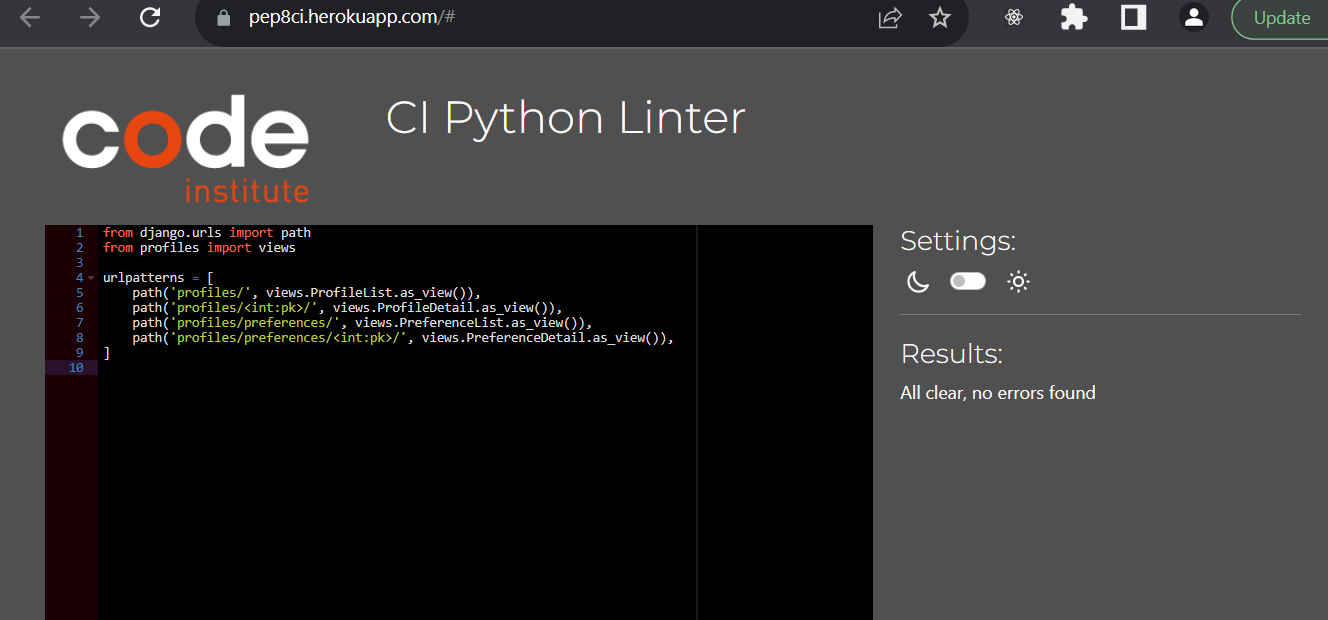 pep8ci.herokuapp.com/#
Update
code
institute
CI Python Linter
1 from django.urls import path
2 from profiles import views
3
4 urlpatterns = [
5     path('profiles/', views.ProfileList.as_view()),
6     path('profiles/<int:pk>/', views.ProfileDetail.as_view()),
7     path('profiles/preferences/', views.PreferenceList.as_view()),
8     path('profiles/preferences/<int:pk>/', views.PreferenceDetail.as_view()),
9 ]
10
Settings:
Results:
All clear, no errors found